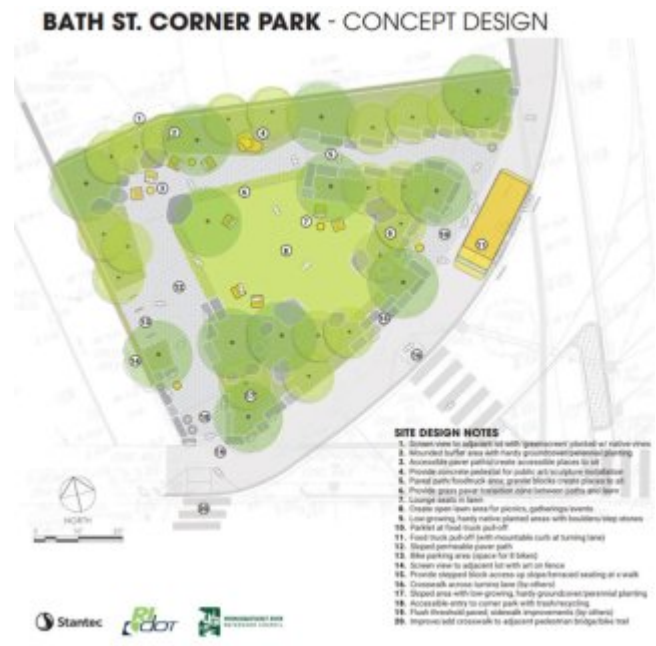 BATH ST. CORNER PARK - CONCEPT DESIGN
SITE DESIGN NOTES
1. Screen view to adjacent lot with 'greenscreen' planted w/ native vines
2. Mounded buffer area with hardy groundcover/perennial planting
3. Accessible paver paths/create accessible places to sit
4. Provide concrete pedestal for public art/sculpture installation
5. Paved path/foodtruck area, granite blocks create places to sit
6. Provide grass paver transition zone between paths and lawn
7. Lounge seats in lawn
8. Create open lawn area for picnics, gatherings/events
9. Low-growing, hardy native planted areas with boulders/step stones
10. Parklet at food truck pull-off
11. Food truck pull-off (with mountable curb at turning lane)
12. Sloped permeable paver path
13. Bike parking area (space for 8 bikes)
14. Screen view to adjacent lot with art on fence
15. Provide stepped block access up slope/terraced seating at x-walk
16. Crosswalk across turning lane (by others)
17. Sloped area with low-growing, hardy groundcover/perennial planting
18. Accessible entry to corner park with trash/recycling
19. Flush threshold paved, sidewalk improvements (by others)
20. Improve/add crosswalk to adjacent pedestrian bridge/bike trail
NORTH
Stantec
RIDOT
WOONASQUATUCKET RIVER
WATERSHED COUNCIL